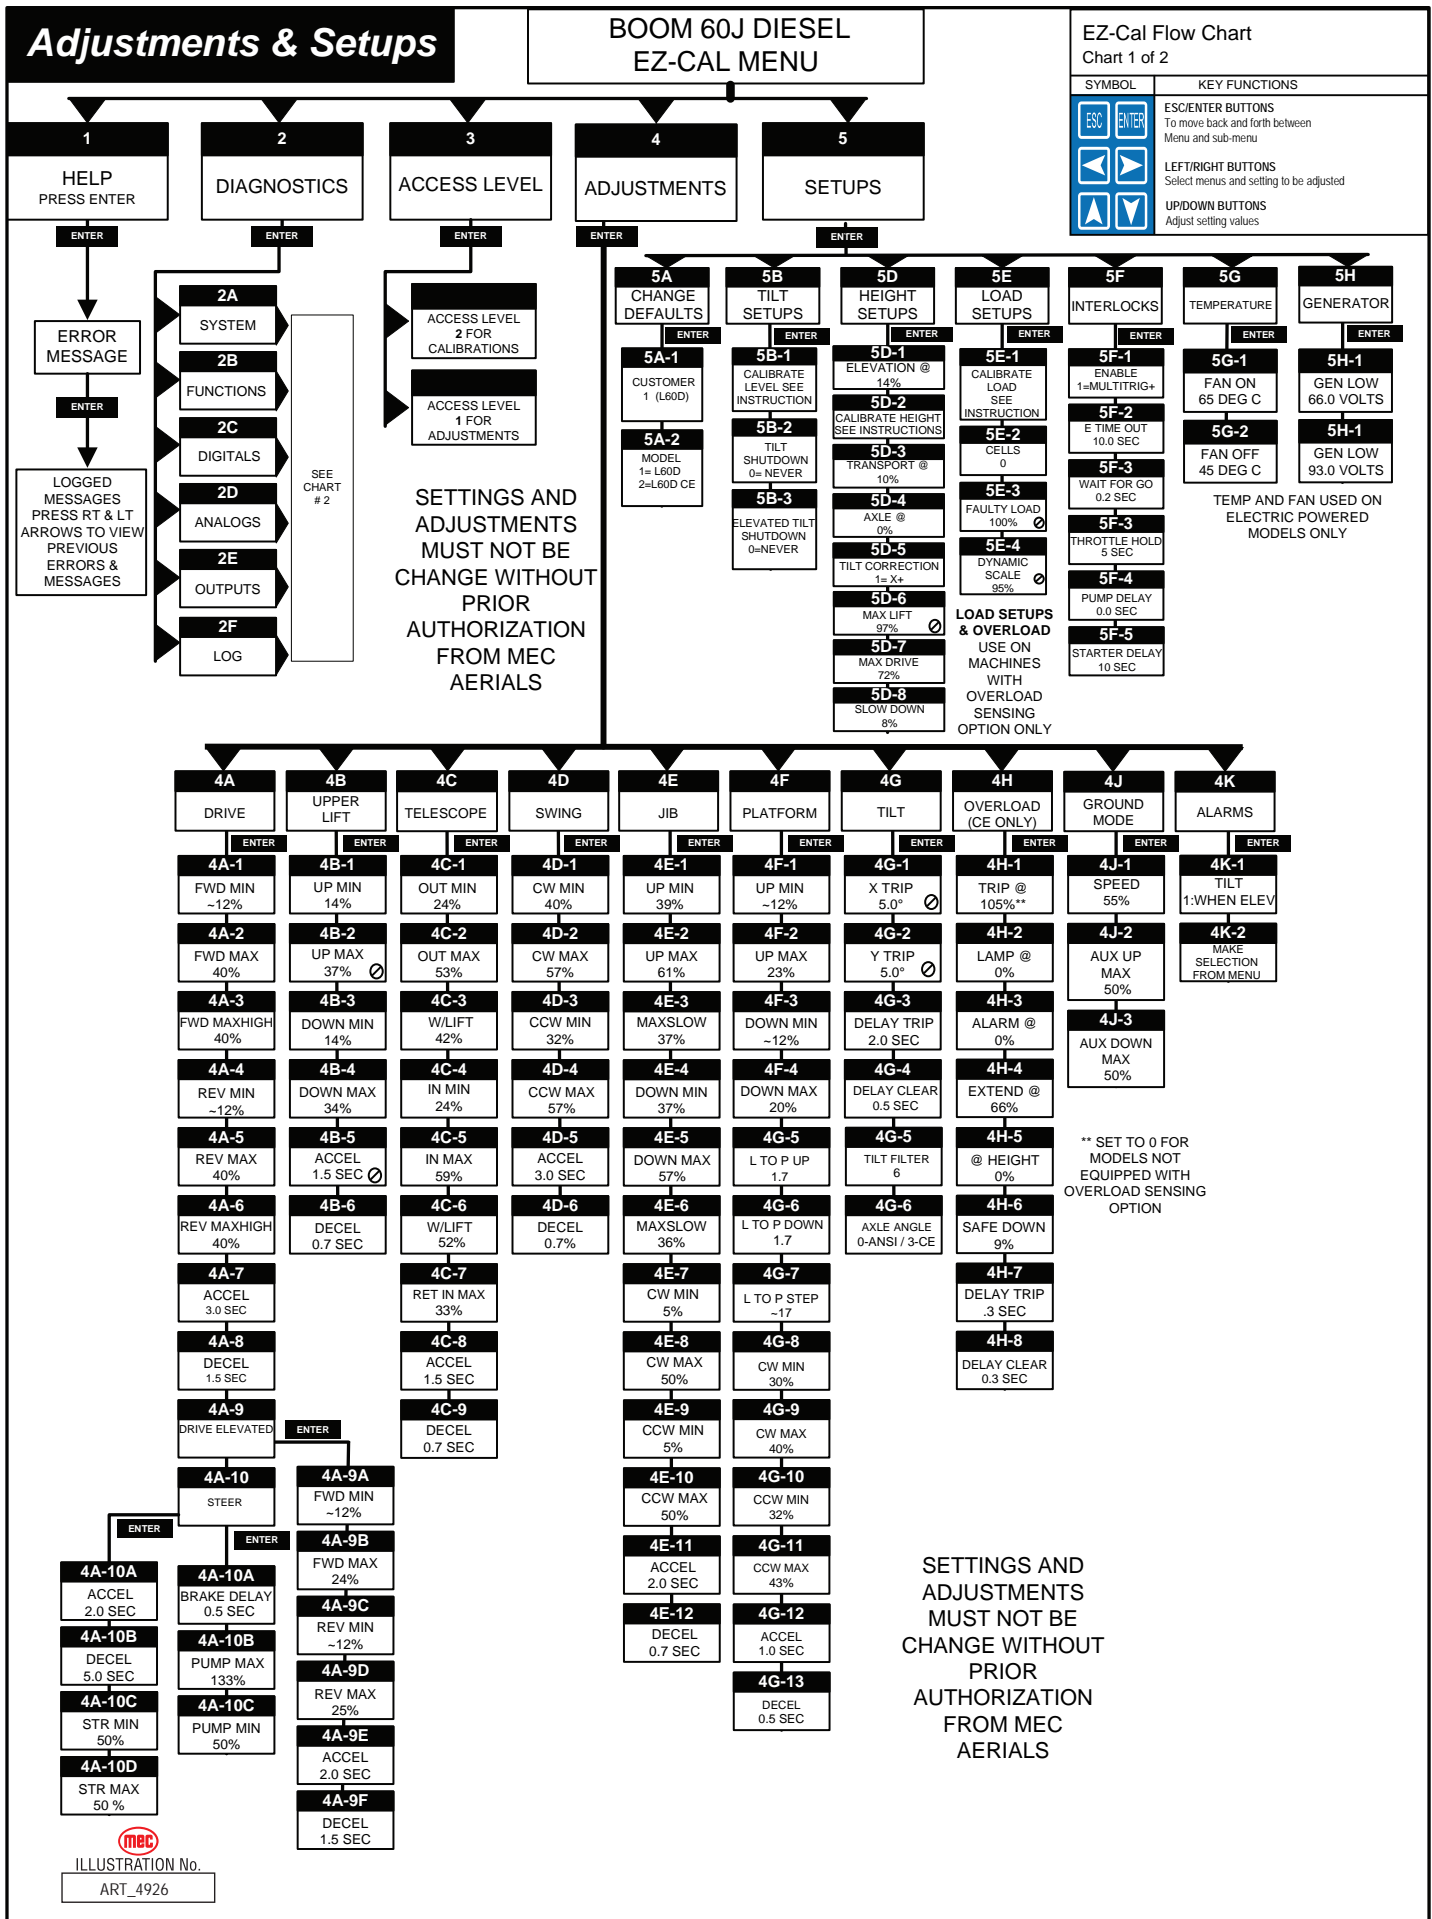 Adjustments & Setups
BOOM 60J DIESEL
EZ-CAL MENU
EZ-Cal Flow Chart
Chart 1 of 2
SYMBOL
KEY FUNCTIONS
ESC
ENTER
ESC/ENTER BUTTONS
To move back and forth between
Menu and sub-menu
LEFT/RIGHT BUTTONS
Select menus and setting to be adjusted
UP/DOWN BUTTONS
Adjust setting values
1
HELP
PRESS ENTER
2
DIAGNOSTICS
3
ACCESS LEVEL
4
ADJUSTMENTS
5
SETUPS
ENTER
ENTER
ENTER
ENTER
ENTER
ERROR
MESSAGE
ENTER
LOGGED
MESSAGES
PRESS RT & LT
ARROWS TO VIEW
PREVIOUS
ERRORS &
MESSAGES
2A
SYSTEM
2B
FUNCTIONS
2C
DIGITALS
2D
ANALOGS
2E
OUTPUTS
2F
LOG
SEE
CHART
# 2
ACCESS LEVEL
2 FOR
CALIBRATIONS
ACCESS LEVEL
1 FOR
ADJUSTMENTS
SETTINGS AND
ADJUSTMENTS
MUST NOT BE
CHANGE WITHOUT
PRIOR
AUTHORIZATION
FROM MEC
AERIALS
5A
CHANGE
DEFAULTS
ENTER
5A-1
CUSTOMER
1 (L60D)
5A-2
MODEL
1= L60D
2=L60D CE
5B
TILT
SETUPS
ENTER
5B-1
CALIBRATE
LEVEL SEE
INSTRUCTION
5B-2
TILT
SHUTDOWN
0= NEVER
5B-3
ELEVATED TILT
SHUTDOWN
0=NEVER
5D
HEIGHT
SETUPS
ENTER
5D-1
ELEVATION @
14%
5D-2
CALIBRATE HEIGHT
SEE INSTRUCTIONS
5D-3
TRANSPORT @
10%
5D-4
AXLE @
0%
5D-5
TILT CORRECTION
1= X+
5D-6
MAX LIFT
97%
5D-7
MAX DRIVE
72%
5D-8
SLOW DOWN
8%
5E
LOAD
SETUPS
ENTER
5E-1
CALIBRATE
LOAD
SEE
INSTRUCTION
5E-2
CELLS
0
5E-3
FAULTY LOAD
100%
5E-4
DYNAMIC
SCALE
95%
LOAD SETUPS
& OVERLOAD
USE ON
MACHINES
WITH
OVERLOAD
SENSING
OPTION ONLY
5F
INTERLOCKS
ENTER
5F-1
ENABLE
1=MULTITRIG+
5F-2
E TIME OUT
10.0 SEC
5F-3
WAIT FOR GO
0.2 SEC
5F-3
THROTTLE HOLD
5 SEC
5F-4
PUMP DELAY
0.0 SEC
5F-5
STARTER DELAY
10 SEC
5G
TEMPERATURE
ENTER
5G-1
FAN ON
65 DEG C
5G-2
FAN OFF
45 DEG C
5H
GENERATOR
ENTER
5H-1
GEN LOW
66.0 VOLTS
5H-1
GEN LOW
93.0 VOLTS
TEMP AND FAN USED ON
ELECTRIC POWERED
MODELS ONLY
4A
DRIVE
ENTER
4A-1
FWD MIN
~12%
4A-2
FWD MAX
40%
4A-3
FWD MAXHIGH
40%
4A-4
REV MIN
~12%
4A-5
REV MAX
40%
4A-6
REV MAXHIGH
40%
4A-7
ACCEL
3.0 SEC
4A-8
DECEL
1.5 SEC
4A-9
DRIVE ELEVATED
ENTER
4A-10
STEER
ENTER
ENTER
4A-10A
ACCEL
2.0 SEC
4A-10B
DECEL
5.0 SEC
4A-10C
STR MIN
50%
4A-10D
STR MAX
50 %
4A-10A
BRAKE DELAY
0.5 SEC
4A-10B
PUMP MAX
133%
4A-10C
PUMP MIN
50%
4A-9A
FWD MIN
~12%
4A-9B
FWD MAX
24%
4A-9C
REV MIN
~12%
4A-9D
REV MAX
25%
4A-9E
ACCEL
2.0 SEC
4A-9F
DECEL
1.5 SEC
4B
UPPER
LIFT
ENTER
4B-1
UP MIN
14%
4B-2
UP MAX
37%
4B-3
DOWN MIN
14%
4B-4
DOWN MAX
34%
4B-5
ACCEL
1.5 SEC
4B-6
DECEL
0.7 SEC
4C
TELESCOPE
ENTER
4C-1
OUT MIN
24%
4C-2
OUT MAX
53%
4C-3
W/LIFT
42%
4C-4
IN MIN
24%
4C-5
IN MAX
59%
4C-6
W/LIFT
52%
4C-7
RET IN MAX
33%
4C-8
ACCEL
1.5 SEC
4C-9
DECEL
0.7 SEC
4D
SWING
ENTER
4D-1
CW MIN
40%
4D-2
CW MAX
57%
4D-3
CCW MIN
32%
4D-4
CCW MAX
57%
4D-5
ACCEL
3.0 SEC
4D-6
DECEL
0.7%
4E
JIB
ENTER
4E-1
UP MIN
39%
4E-2
UP MAX
61%
4E-3
MAXSLOW
37%
4E-4
DOWN MIN
37%
4E-5
DOWN MAX
57%
4E-6
MAXSLOW
36%
4E-7
CW MIN
5%
4E-8
CW MAX
50%
4E-9
CCW MIN
5%
4E-10
CCW MAX
50%
4E-11
ACCEL
2.0 SEC
4E-12
DECEL
0.7 SEC
4F
PLATFORM
ENTER
4F-1
UP MIN
~12%
4F-2
UP MAX
23%
4F-3
DOWN MIN
~12%
4F-4
DOWN MAX
20%
4G-5
L TO P UP
1.7
4G-6
L TO P DOWN
1.7
4G-7
L TO P STEP
~17
4G-8
CW MIN
30%
4G-9
CW MAX
40%
4G-10
CCW MIN
32%
4G-11
CCW MAX
43%
4G-12
ACCEL
1.0 SEC
4G-13
DECEL
0.5 SEC
4G
TILT
ENTER
4G-1
X TRIP
5.0°
4G-2
Y TRIP
5.0°
4G-3
DELAY TRIP
2.0 SEC
4G-4
DELAY CLEAR
0.5 SEC
4G-5
TILT FILTER
6
4G-6
AXLE ANGLE
0-ANSI / 3-CE
4H
OVERLOAD
(CE ONLY)
ENTER
4H-1
TRIP @
105%**
4H-2
LAMP @
0%
4H-3
ALARM @
0%
4H-4
EXTEND @
66%
4H-5
@ HEIGHT
0%
4H-6
SAFE DOWN
9%
4H-7
DELAY TRIP
.3 SEC
4H-8
DELAY CLEAR
0.3 SEC
4J
GROUND
MODE
ENTER
4J-1
SPEED
55%
4J-2
AUX UP
MAX
50%
4J-3
AUX DOWN
MAX
50%
4K
ALARMS
ENTER
4K-1
TILT
1:WHEN ELEV
4K-2
MAKE
SELECTION
FROM MENU
** SET TO 0 FOR
MODELS NOT
EQUIPPED WITH
OVERLOAD SENSING
OPTION
SETTINGS AND
ADJUSTMENTS
MUST NOT BE
CHANGE WITHOUT
PRIOR
AUTHORIZATION
FROM MEC
AERIALS
mec
ILLUSTRATION No.
ART_4926